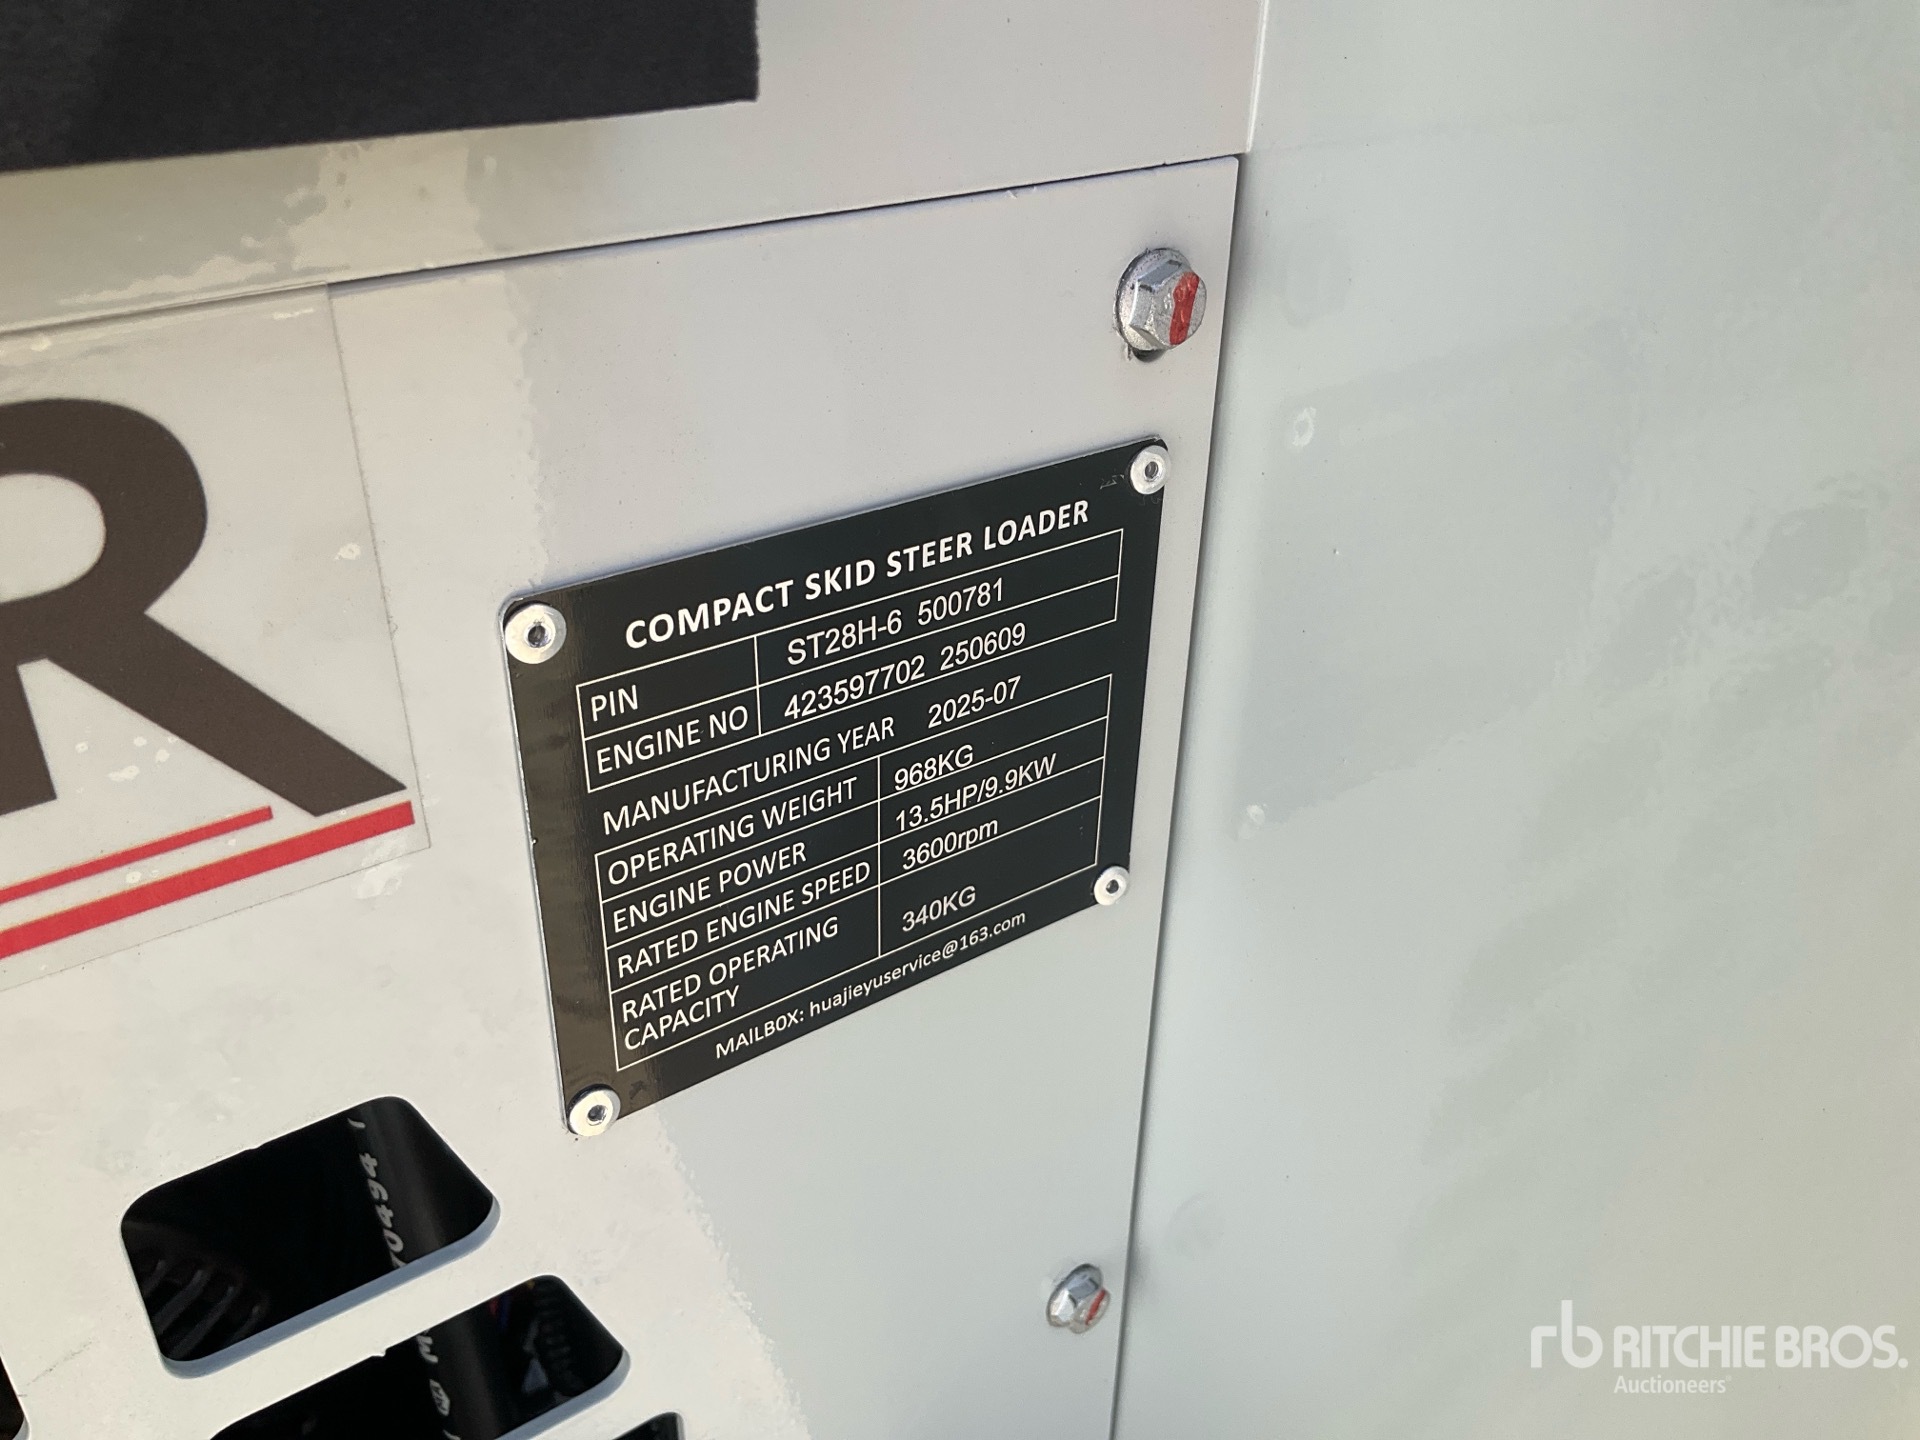 R
COMPACT SKID STEER LOADER
PIN ST28H-6 500781
ENGINE NO 423597702 250609
MANUFACTURING YEAR 2025-07
OPERATING WEIGHT 968KG
ENGINE POWER 13.5HP/9.9KW
RATED ENGINE SPEED 3600rpm
RATED OPERATING CAPACITY 340KG
MAILBOX: huajieyuservice@163.com
rb RITCHIE BROS.
Auctioneers